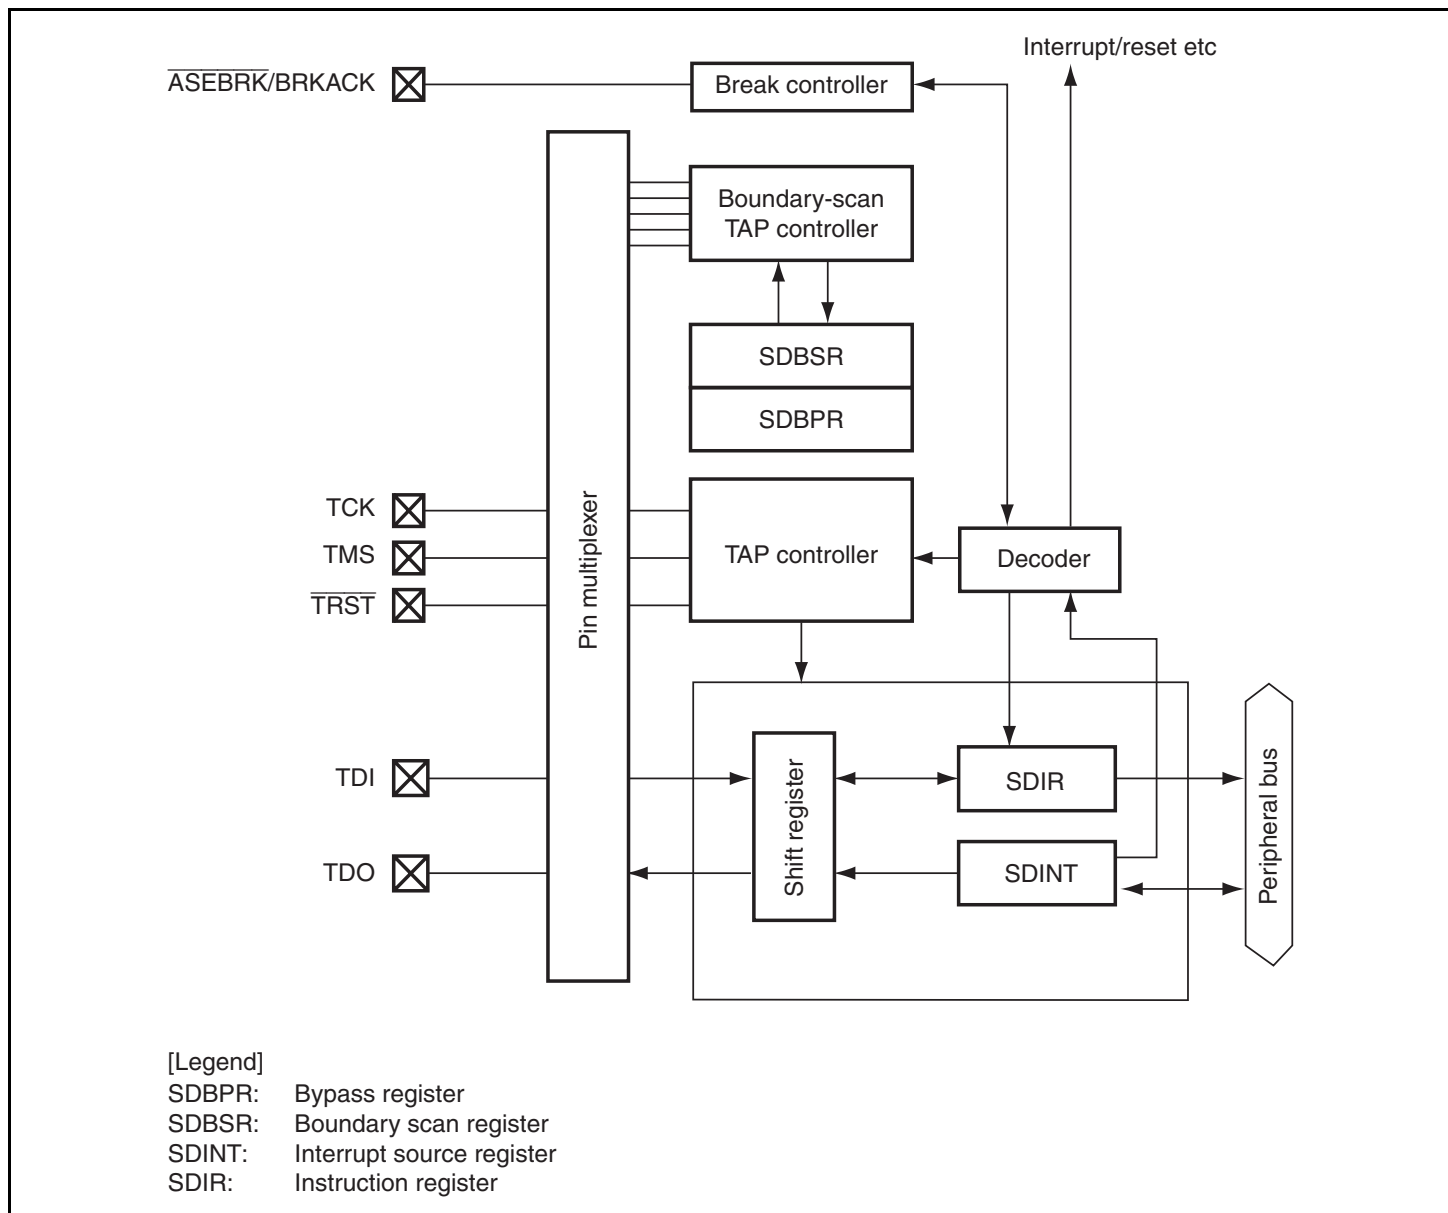 Interrupt/reset etc
ASEBRK/BRKACK
Break controller
Boundary-scan
TAP controller
SDBSR
SDBPR
TCK
TMS
TRST
Pin multiplexer
TAP controller
Decoder
TDI
TDO
Shift register
SDIR
SDINT
Peripheral bus
[Legend]
SDBPR: Bypass register
SDBSR: Boundary scan register
SDINT: Interrupt source register
SDIR: Instruction register